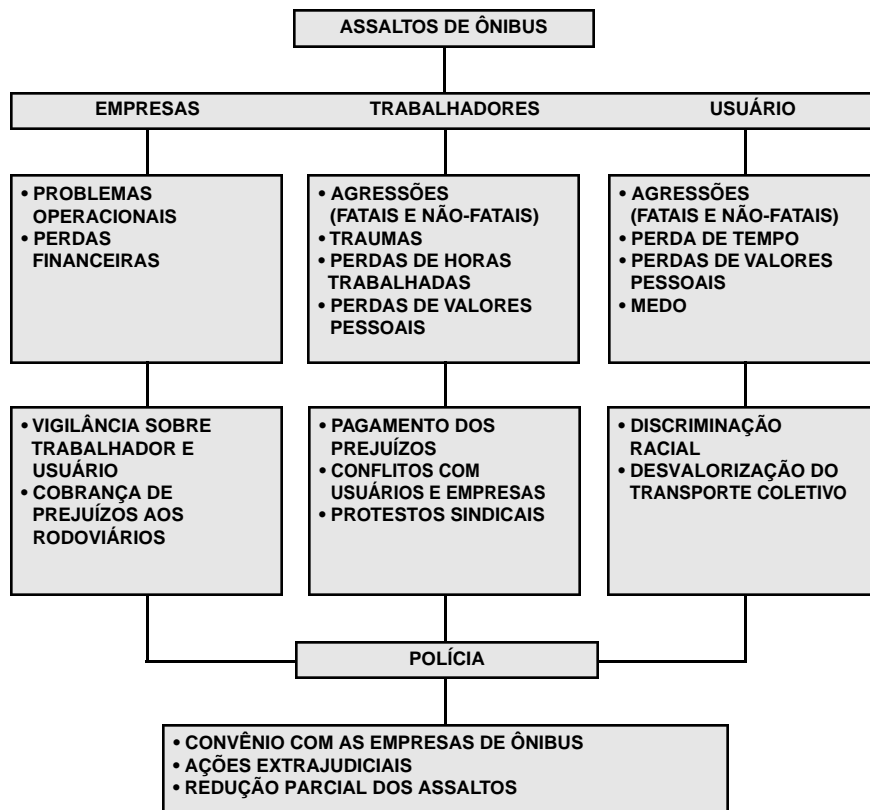 ASSALTOS DE ÔNIBUS
EMPRESAS TRABALHADORES USUÁRIO
• PROBLEMAS
OPERACIONAIS
• PERDAS
FINANCEIRAS
• AGRESSÕES
(FATAIS E NÃO-FATAIS)
• TRAUMAS
• PERDAS DE HORAS
TRABALHADAS
• PERDAS DE VALORES
PESSOAIS
• AGRESSÕES
(FATAIS E NÃO-FATAIS)
• PERDA DE TEMPO
• PERDAS DE VALORES
PESSOAIS
• MEDO
• VIGILÂNCIA SOBRE
TRABALHADOR E
USUÁRIO
• COBRANÇA DE
PREJUÍZOS AOS
RODOVIÁRIOS
• PAGAMENTO DOS
PREJUÍZOS
• CONFLITOS COM
USUÁRIOS E EMPRESAS
• PROTESTOS SINDICAIS
• DISCRIMINAÇÃO
RACIAL
• DESVALORIZAÇÃO DO
TRANSPORTE COLETIVO
POLÍCIA
• CONVÊNIO COM AS EMPRESAS DE ÔNIBUS
• AÇÕES EXTRAJUDICIAIS
• REDUÇÃO PARCIAL DOS ASSALTOS